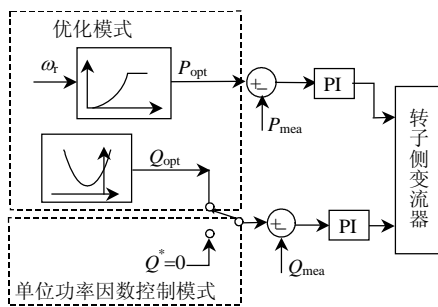 优化模式
ωr
Popt
+
−
PI
Pmea
Qopt
转子侧变流器
+
−
PI
Q*=0
Qmea
单位功率因数控制模式